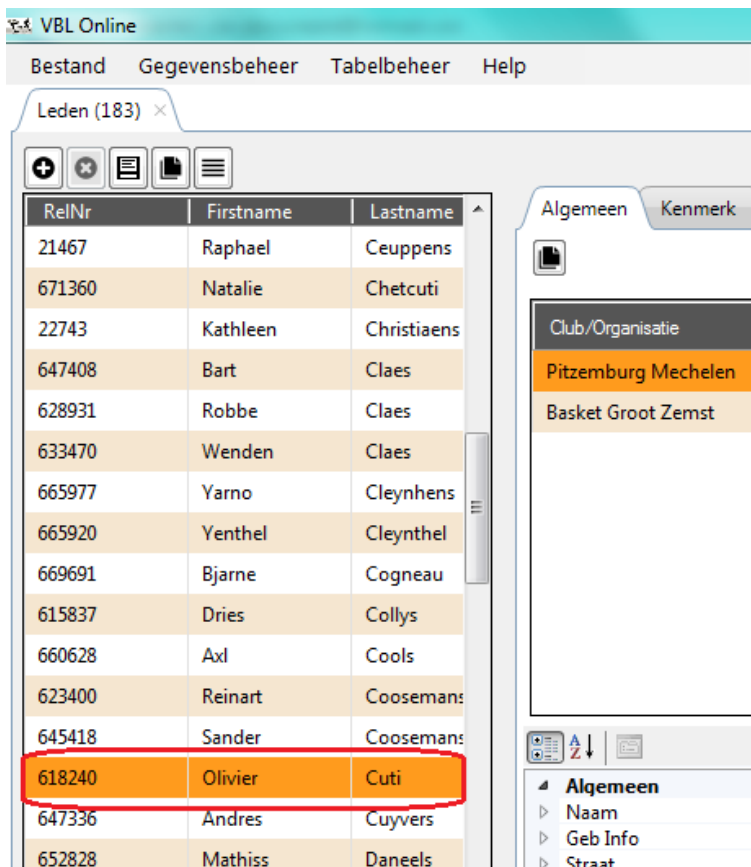 VBL Online
Bestand Gegevensbeheer Tabelbeheer Help
Leden (183)
RelNr Firstname Lastname
21467 Raphael Ceuppens
671360 Natalie Chetcuti
22743 Kathleen Christiaens
647408 Bart Claes
628931 Robbe Claes
633470 Wenden Claes
665977 Yarno Cleynhens
665920 Yenthel Cleynthel
669691 Bjarne Cogneau
615837 Dries Collys
660628 Axl Cools
623400 Reinart Coosemans
645418 Sander Coosemans
618240 Olivier Cuti
647336 Andres Cuyvers
652828 Mathiss Daneels
Algemeen Kenmerk
Club/Organisatie
Pitzemburg Mechelen
Basket Groot Zemst
Algemeen
Naam
Geb Info
Straat